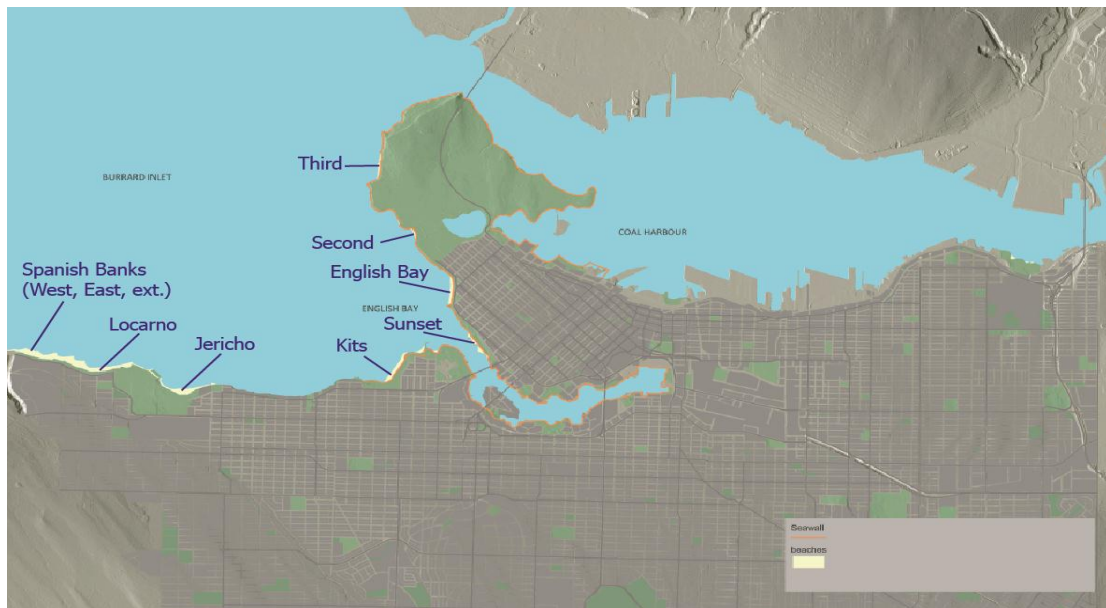 Third
BURRARD INLET
COAL HARBOUR
Second
Spanish Banks
(West, East, ext.)
English Bay
ENGLISH BAY
Locarno
Sunset
Jericho
Kits
Seawall
beaches